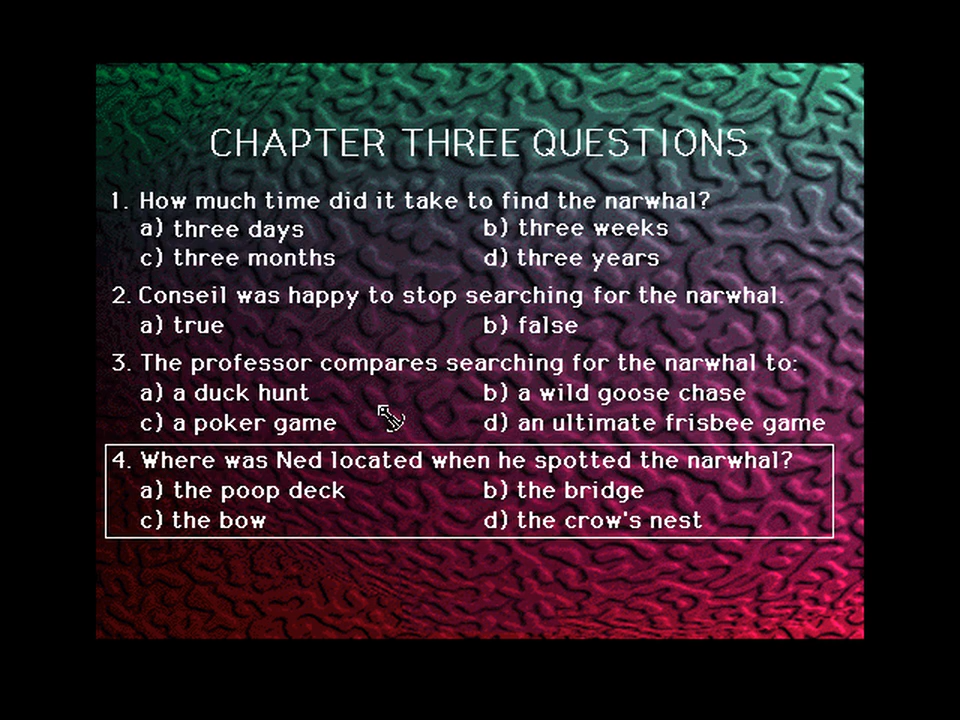 CHAPTER THREE QUESTIONS
1. How much time did it take to find the narwhal?
a) three days b) three weeks
c) three months d) three years
2. Conseil was happy to stop searching for the narwhal.
a) true b) false
3. The professor compares searching for the narwhal to:
a) a duck hunt b) a wild goose chase
c) a poker game d) an ultimate frisbee game
4. Where was Ned located when he spotted the narwhal?
a) the poop deck b) the bridge
c) the bow d) the crow's nest